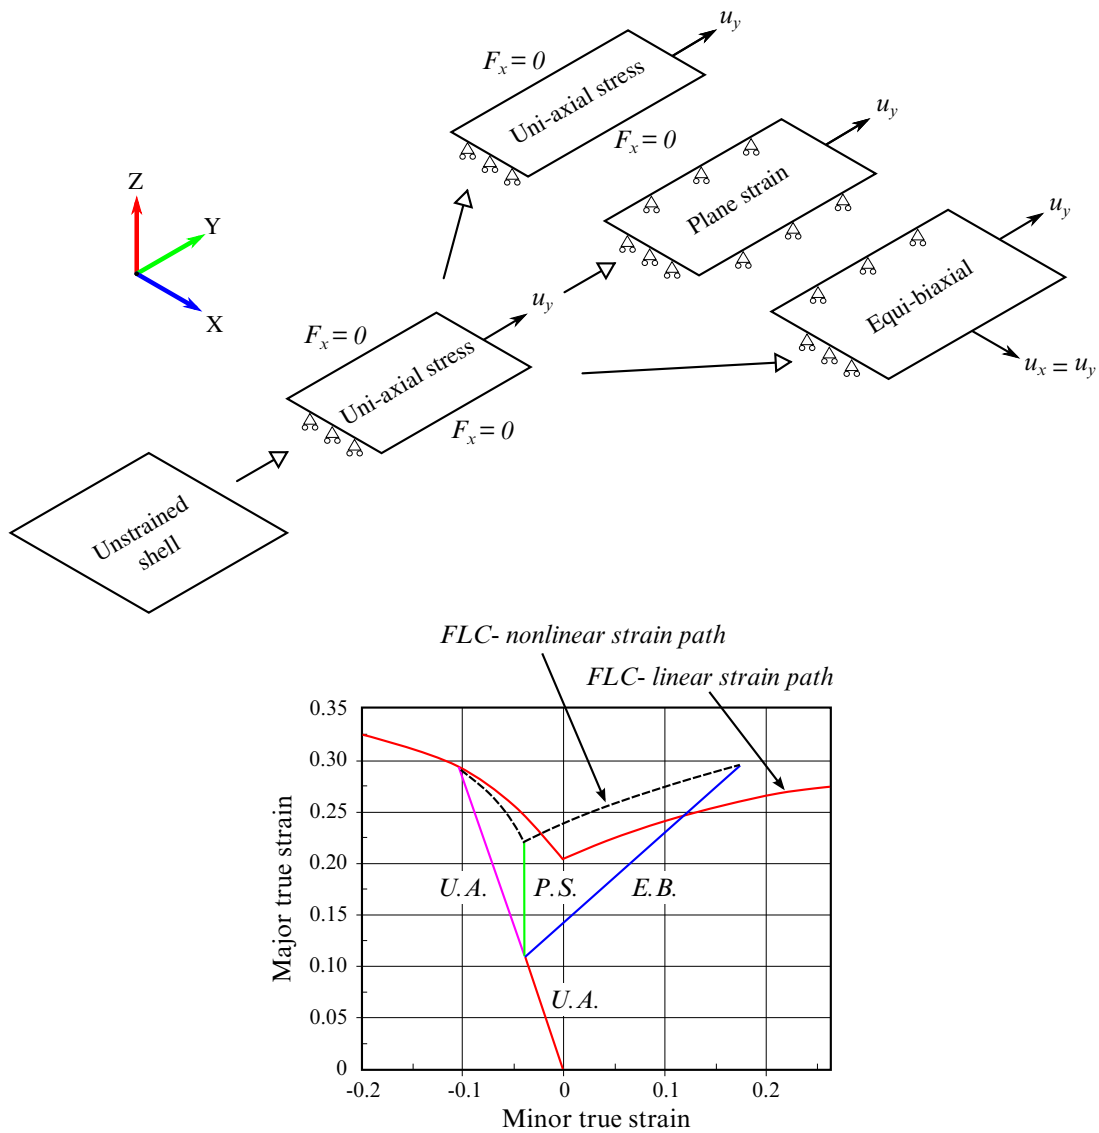 u_y
F_x = 0
Uni-axial stress
F_x = 0
u_y
Plane strain
Z
Y
X
u_y
Equi-biaxial
u_x = u_y
u_y
F_x = 0
Uni-axial stress
F_x = 0
Unstrained
shell
FLC- nonlinear strain path
FLC- linear strain path
0.35
0.30
0.25
0.20
0.15
0.10
0.05
0
Major true strain
U.A.
P.S.
E.B.
U.A.
-0.2
-0.1
0
0.1
0.2
Minor true strain